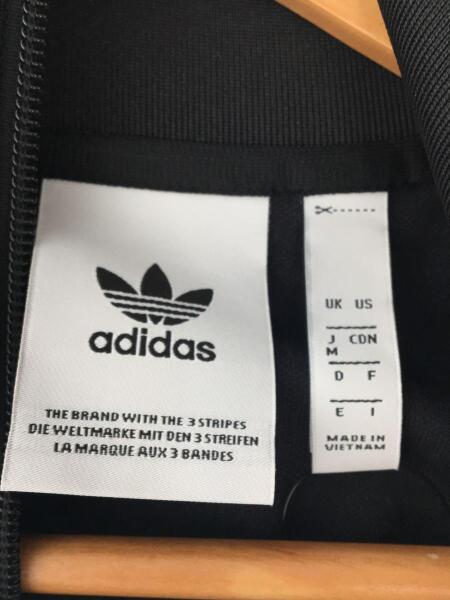 adidas
THE BRAND WITH THE 3 STRIPES
DIE WELTMARKE MIT DEN 3 STREIFEN
LA MARQUE AUX 3 BANDES
UK US
J CDN
M
D F
E I
MADE IN
VIETNAM